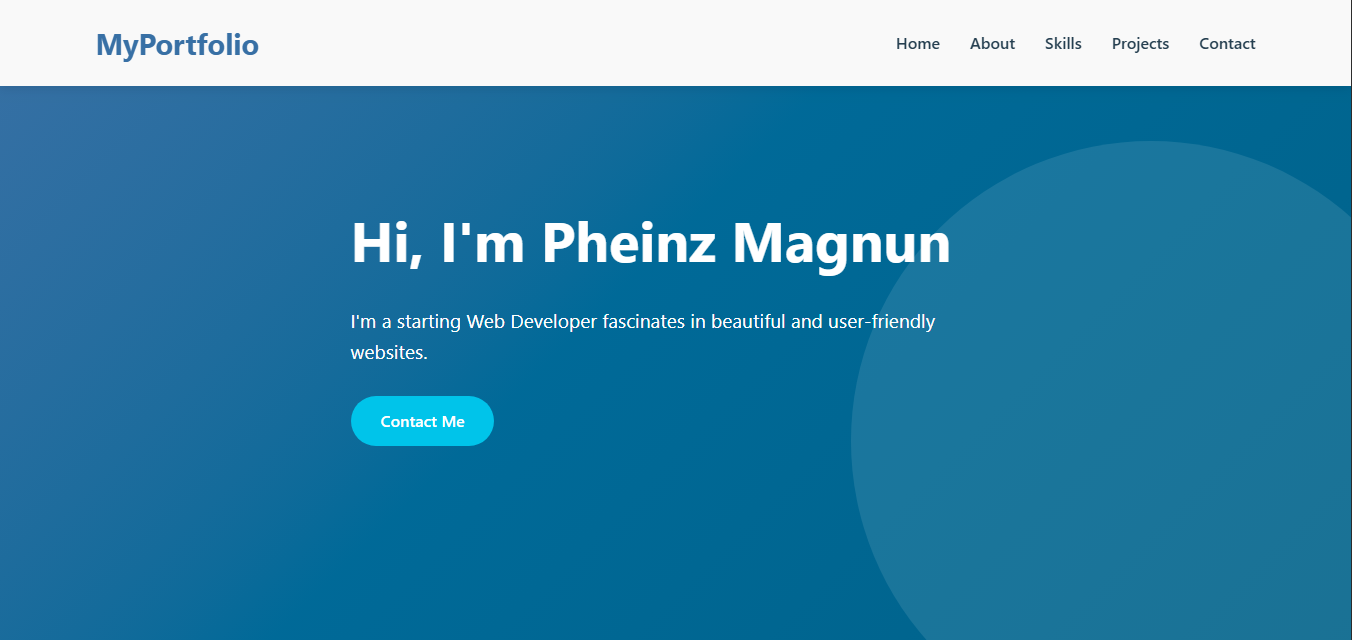 MyPortfolio
Home About Skills Projects Contact
Hi, I'm Pheinz Magnun
I'm a starting Web Developer fascinates in beautiful and user-friendly
websites.
Contact Me